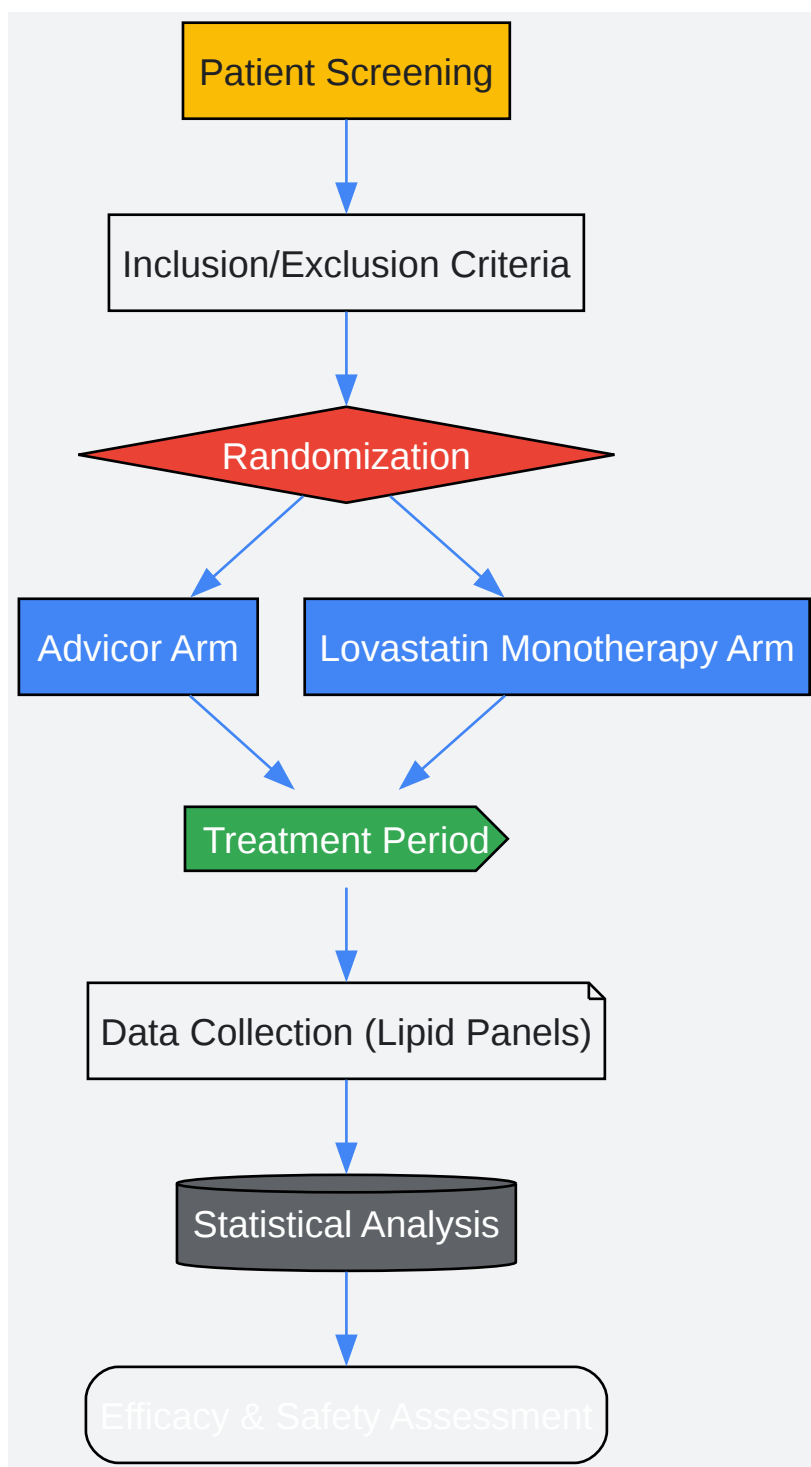 Patient Screening
Inclusion/Exclusion Criteria
Randomization
Advicor Arm
Lovastatin Monotherapy Arm
Treatment Period
Data Collection (Lipid Panels)
Statistical Analysis
Efficacy & Safety Assessment